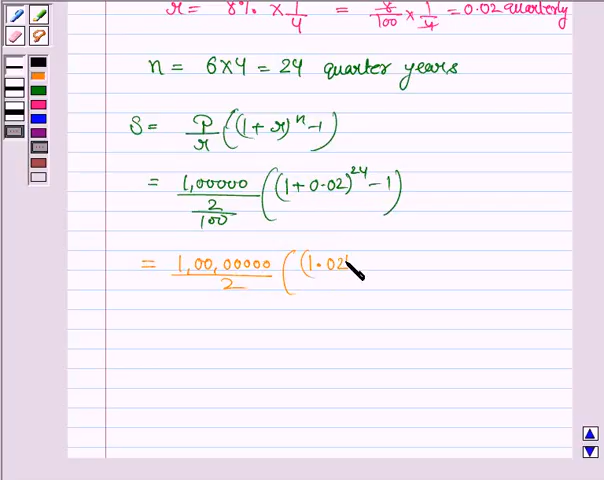 r = 8% × 1/4 = 8/100 × 1/4 = 0.02 quarterly
n = 6×4 = 24 quarter years
S = P/r ((1 + r)^n - 1)
= 1,00000/(2/100) ((1+0.02)^24 - 1)
= 1,00,00000/2 ((1.02)